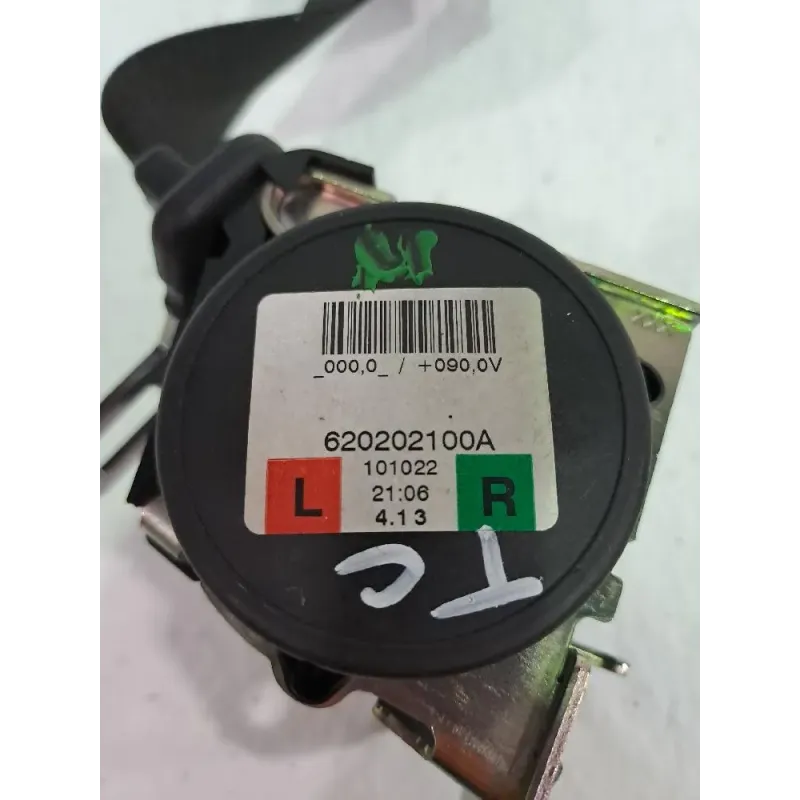 _000,0_ / +090,0V
620202100A
L
101022
R
21:06
4.13
TC